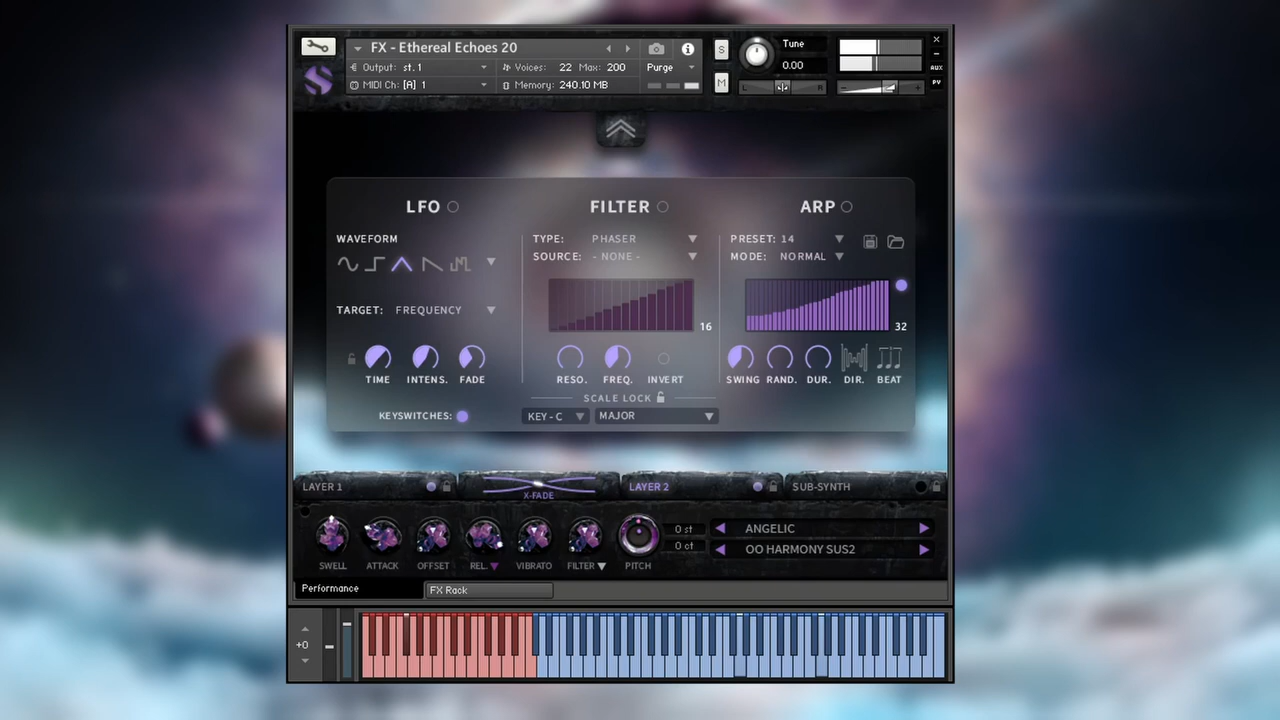 FX - Ethereal Echoes 20
Output: st.1
Voices: 22 Max: 200
Purge
MIDI Ch: [A] 1
Memory: 240.10 MB
S
M
Tune
0.00
L R
- +
AUX
PV
LFO
FILTER
ARP
WAVEFORM
TYPE: PHASER
SOURCE: - NONE -
PRESET: 14
MODE: NORMAL
TARGET: FREQUENCY
16
32
TIME INTENS. FADE
RESO. FREQ. INVERT
SWING RAND. DUR. DIR. BEAT
SCALE LOCK
KEYSWITCHES:
KEY - C
MAJOR
LAYER 1
X-FADE
LAYER 2
SUB-SYNTH
SWELL ATTACK OFFSET REL. VIBRATO FILTER PITCH
0 st
0 ct
ANGELIC
OO HARMONY SUS2
Performance
FX Rack
+0